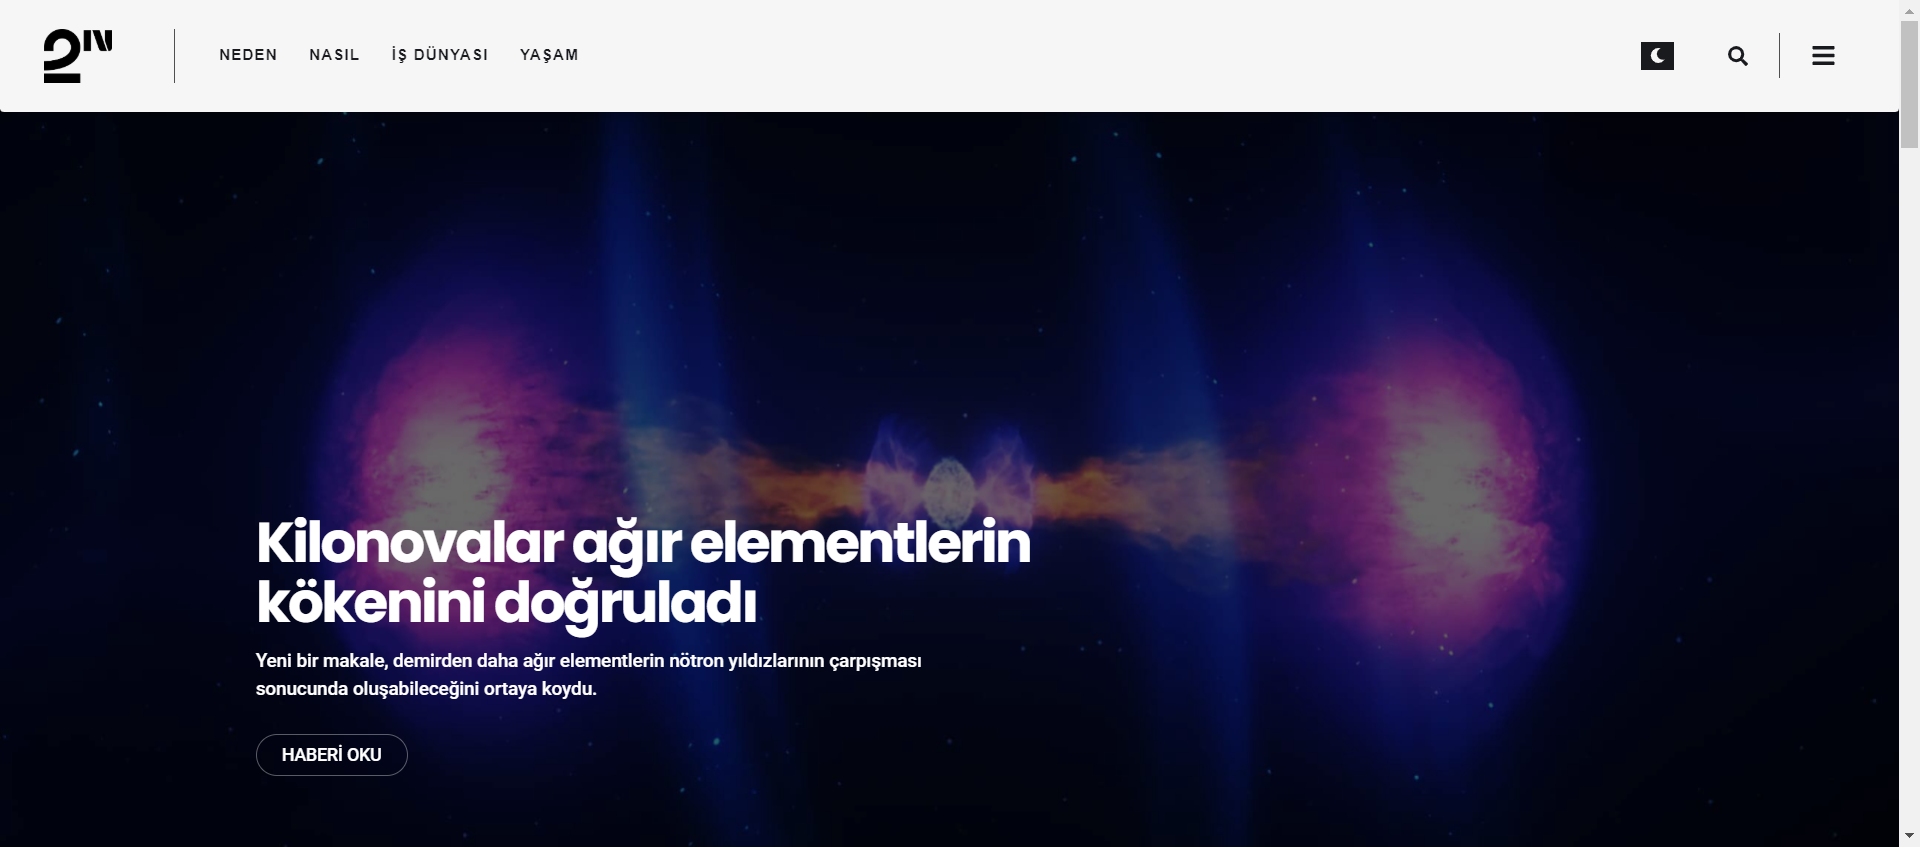 2N
NEDEN NASIL İŞ DÜNYASI YAŞAM
Kilonovalar ağır elementlerin
kökenini doğruladı
Yeni bir makale, demirden daha ağır elementlerin nötron yıldızlarının çarpışması
sonucunda oluşabileceğini ortaya koydu.
HABERİ OKU